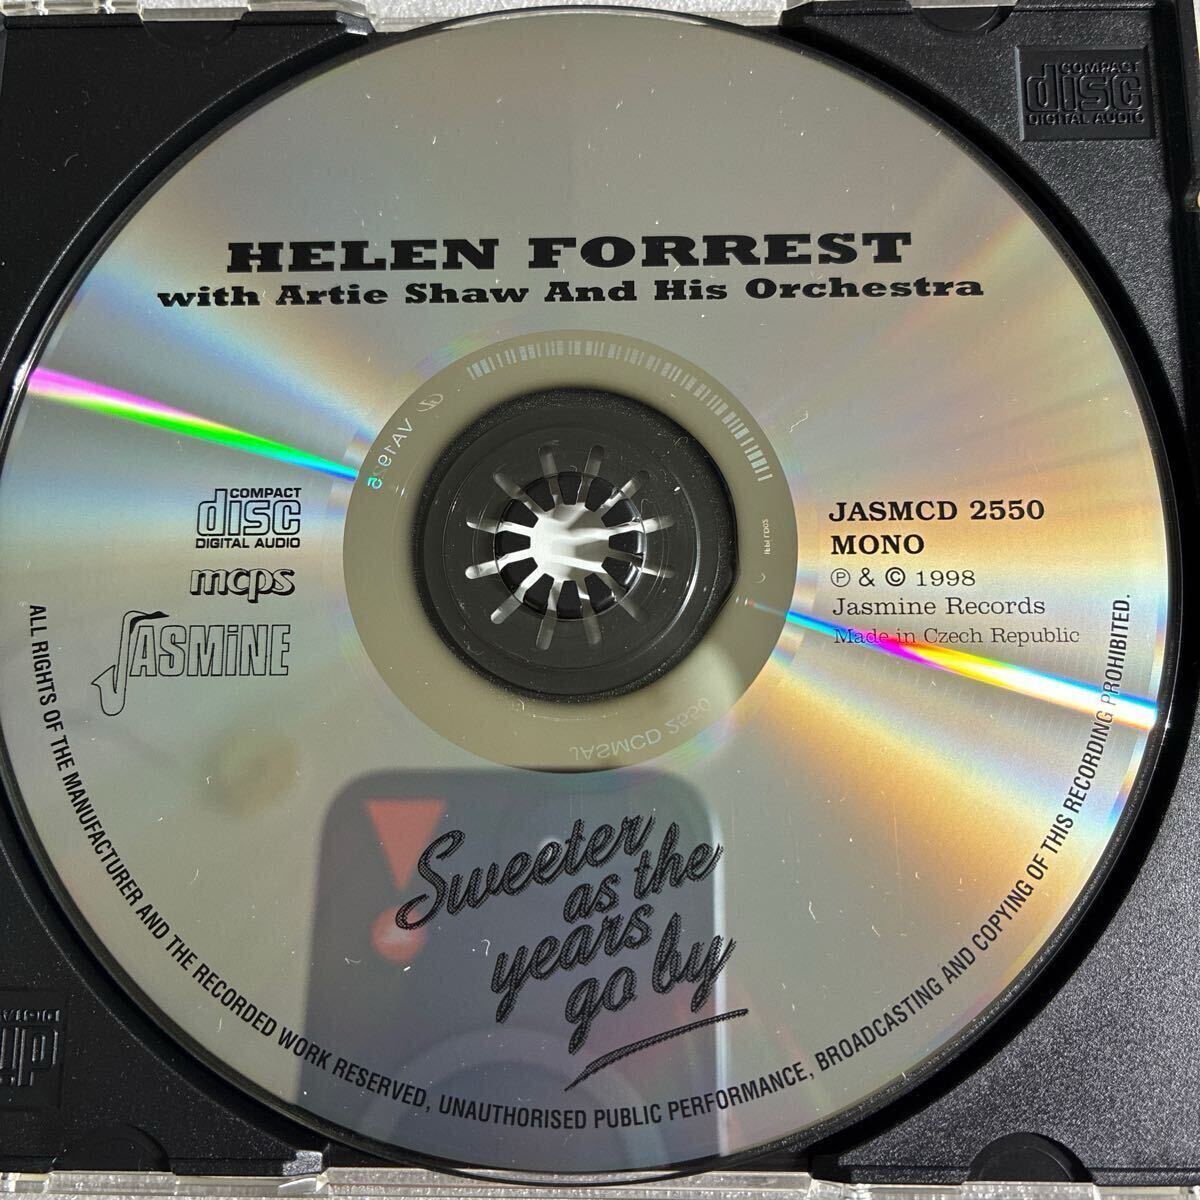 COMPACT
disc
DIGITAL AUDIO
HELEN FORREST
with Artie Shaw And His Orchestra
VA1925
COMPACT
disc
DIGITAL AUDIO
mcps
JASMiNE
JASMCD 2550
MONO
℗ & © 1998
Jasmine Records
Made in Czech Republic
JASMCD 2550
Sweeter
as the
years
go by
ALL RIGHTS OF THE MANUFACTURER AND THE RECORDED WORK RESERVED, UNAUTHORISED PUBLIC PERFORMANCE, BROADCASTING AND COPYING OF THIS RECORDING PROHIBITED.